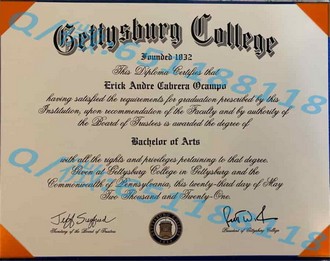 Gettysburg College
Founded 1832
This Diploma Certifies that
Erick Andre Cabrera Ocampo
having satisfied the requirements for graduation prescribed by this
Institution, upon recommendation of the Faculty and by authority of
the Board of Trustees is awarded the degree of
Bachelor of Arts
with all the rights and privileges pertaining to that degree.
Given at Gettysburg College in Gettysburg and the
Commonwealth of Pennsylvania, this twenty-third day of May
Two Thousand and Twenty-One.
Secretary of the Board of Trustees
President of Gettysburg College